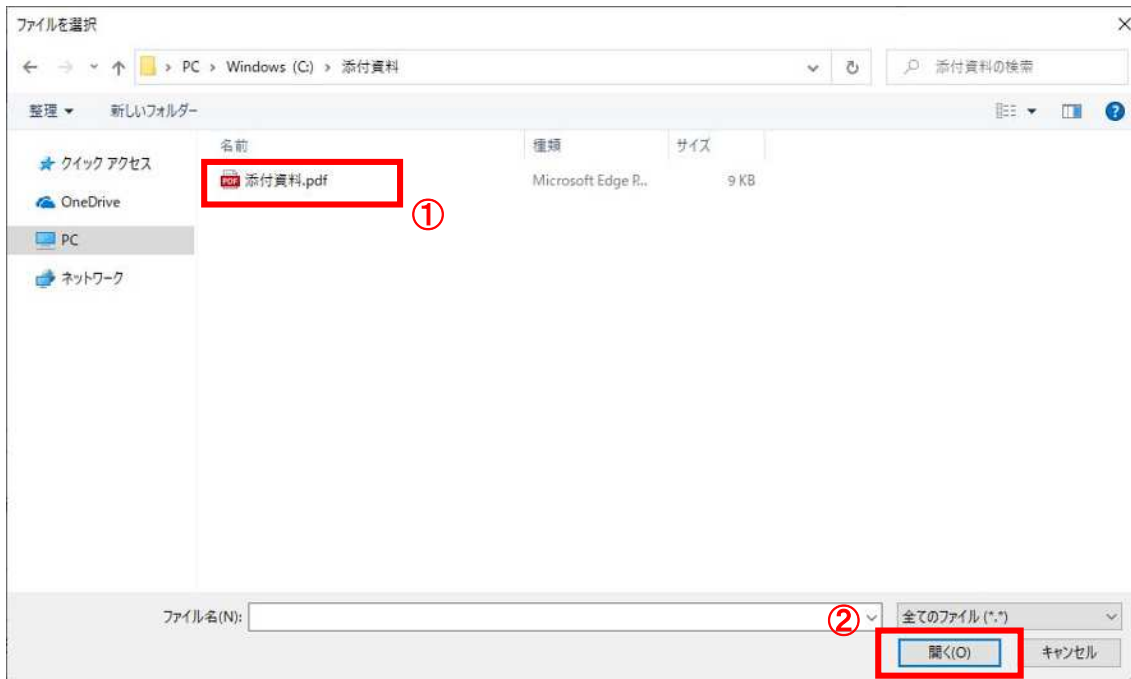 ファイルを選択
PC › Windows (C:) › 添付資料
添付資料の検索
整理
新しいフォルダー
名前 種類 サイズ
クイック アクセス
添付資料.pdf Microsoft Edge P... 9 KB
①
OneDrive
PC
ネットワーク
ファイル名(N):
②
全てのファイル (*.*)
開く(O)
キャンセル